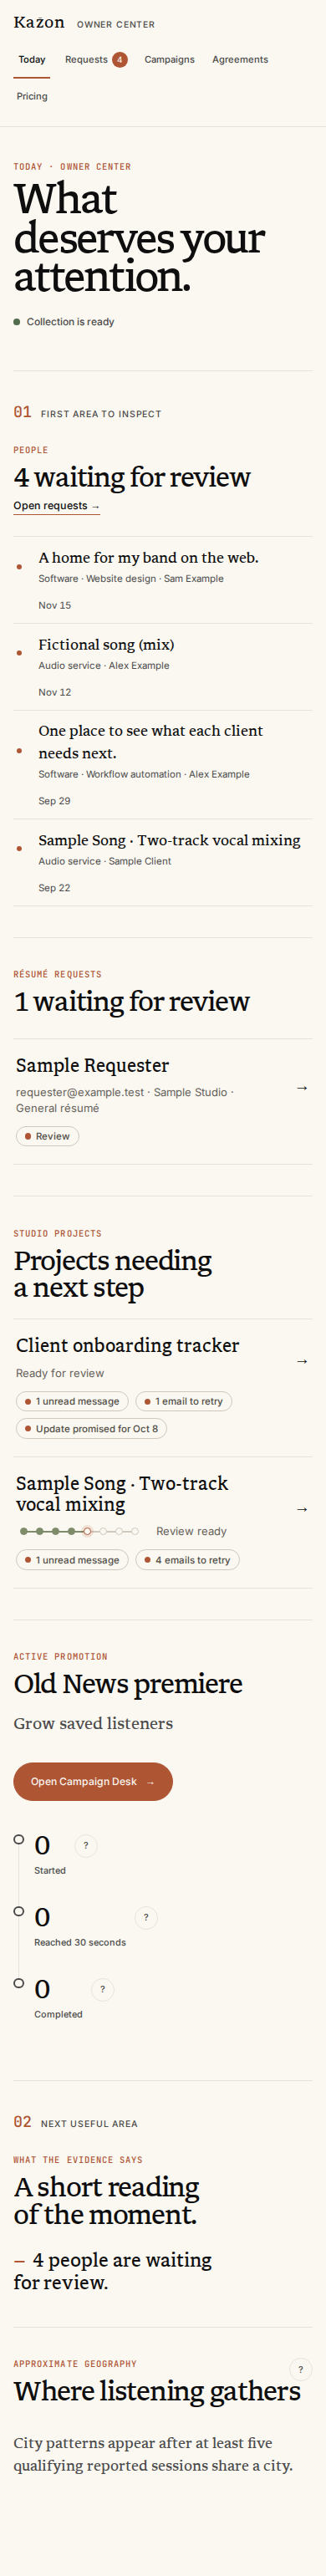 Każon OWNER CENTER
Today Requests 4 Campaigns Agreements
Pricing
TODAY · OWNER CENTER
What
deserves your
attention.
Collection is ready
01 FIRST AREA TO INSPECT
PEOPLE
4 waiting for review
Open requests →
A home for my band on the web.
Software · Website design · Sam Example
Nov 15
Fictional song (mix)
Audio service · Alex Example
Nov 12
One place to see what each client
needs next.
Software · Workflow automation · Alex Example
Sep 29
Sample Song · Two-track vocal mixing
Audio service · Sample Client
Sep 22
RÉSUMÉ REQUESTS
1 waiting for review
Sample Requester
requester@example.test · Sample Studio ·
General résumé
→
Review
STUDIO PROJECTS
Projects needing
a next step
Client onboarding tracker
→
Ready for review
1 unread message 1 email to retry
Update promised for Oct 8
Sample Song · Two-track
vocal mixing
→
Review ready
1 unread message 4 emails to retry
ACTIVE PROMOTION
Old News premiere
Grow saved listeners
Open Campaign Desk →
0 ?
Started
0 ?
Reached 30 seconds
0 ?
Completed
02 NEXT USEFUL AREA
WHAT THE EVIDENCE SAYS
A short reading
of the moment.
— 4 people are waiting
for review.
APPROXIMATE GEOGRAPHY ?
Where listening gathers
City patterns appear after at least five
qualifying reported sessions share a city.